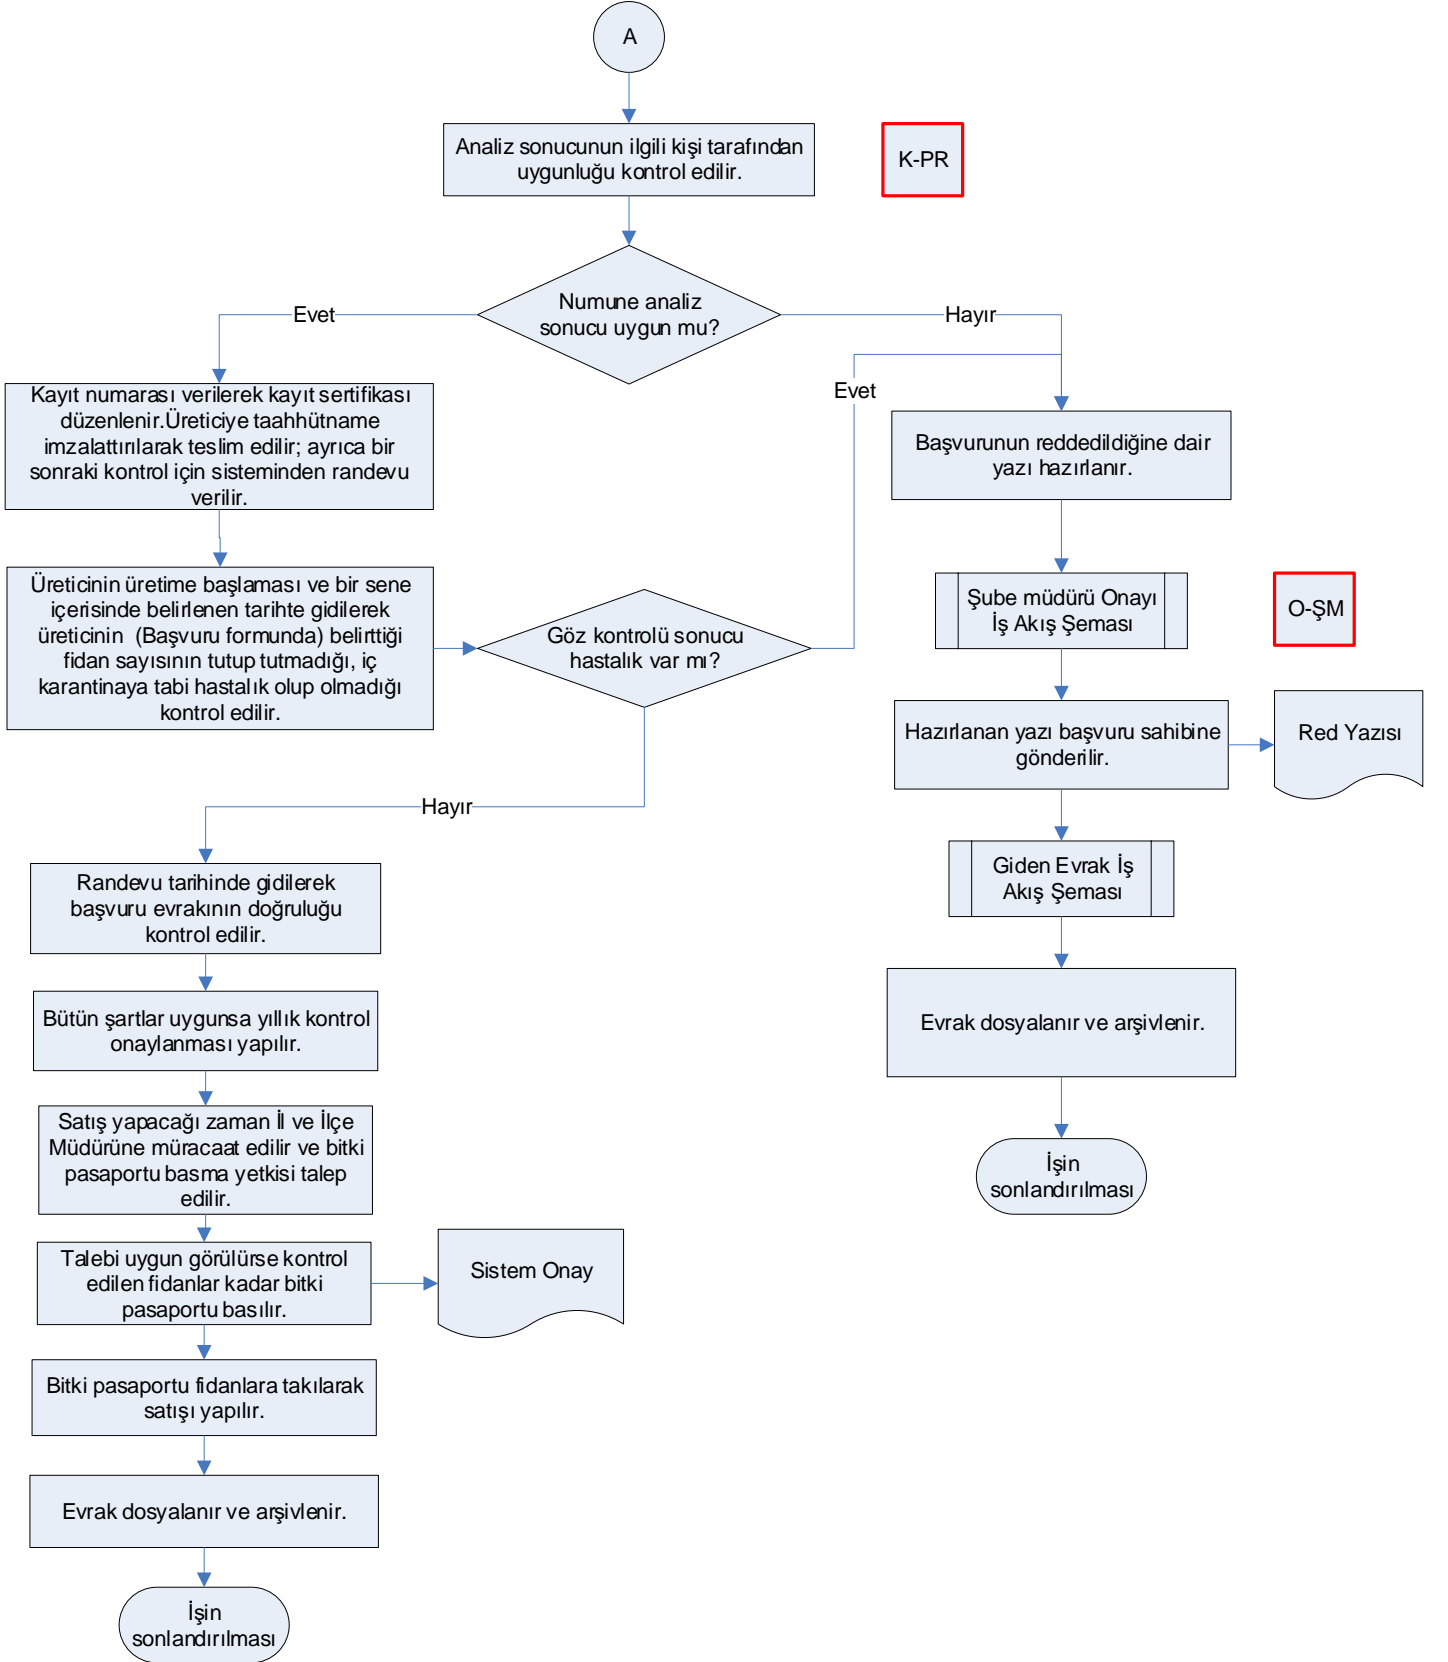 A
Analiz sonucunun ilgili kişi tarafından
uygunluğu kontrol edilir.
K-PR
Numune analiz
sonucu uygun mu?
Evet
Hayır
Kayıt numarası verilerek kayıt sertifikası
düzenlenir.Üreticiye taahhütname
imzalattırılarak teslim edilir; ayrıca bir
sonraki kontrol için sisteminden randevu
verilir.
Evet
Başvurunun reddedildiğine dair
yazı hazırlanır.
Üreticinin üretime başlaması ve bir sene
içerisinde belirlenen tarihte gidilerek
üreticinin  (Başvuru formunda) belirttiği
fidan sayısının tutup tutmadığı, iç
karantinaya tabi hastalık olup olmadığı
kontrol edilir.
Göz kontrolü sonucu
hastalık var mı?
Şube müdürü Onayı
İş Akış Şeması
O-ŞM
Hazırlanan yazı başvuru sahibine
gönderilir.
Red Yazısı
Hayır
Giden Evrak İş
Akış Şeması
Randevu tarihinde gidilerek
başvuru evrakının doğruluğu
kontrol edilir.
Evrak dosyalanır ve arşivlenir.
Bütün şartlar uygunsa yıllık kontrol
onaylanması yapılır.
Satış yapacağı zaman İl ve İlçe
Müdürüne müracaat edilir ve bitki
pasaportu basma yetkisi talep
edilir.
İşin
sonlandırılması
Talebi uygun görülürse kontrol
edilen fidanlar kadar bitki
pasaportu basılır.
Sistem Onay
Bitki pasaportu fidanlara takılarak
satışı yapılır.
Evrak dosyalanır ve arşivlenir.
İşin
sonlandırılması